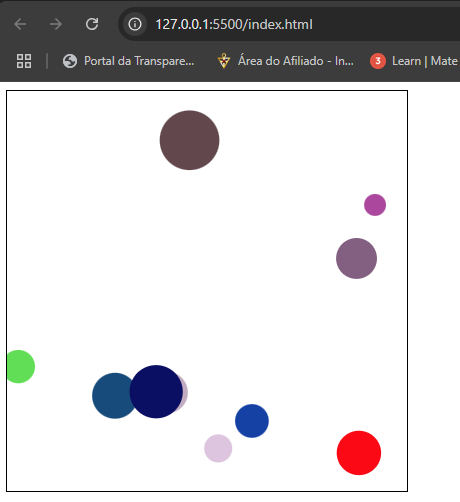 127.0.0.1:5500/index.html
Portal da Transpare... Área do Afiliado - In... 3 Learn | Mate